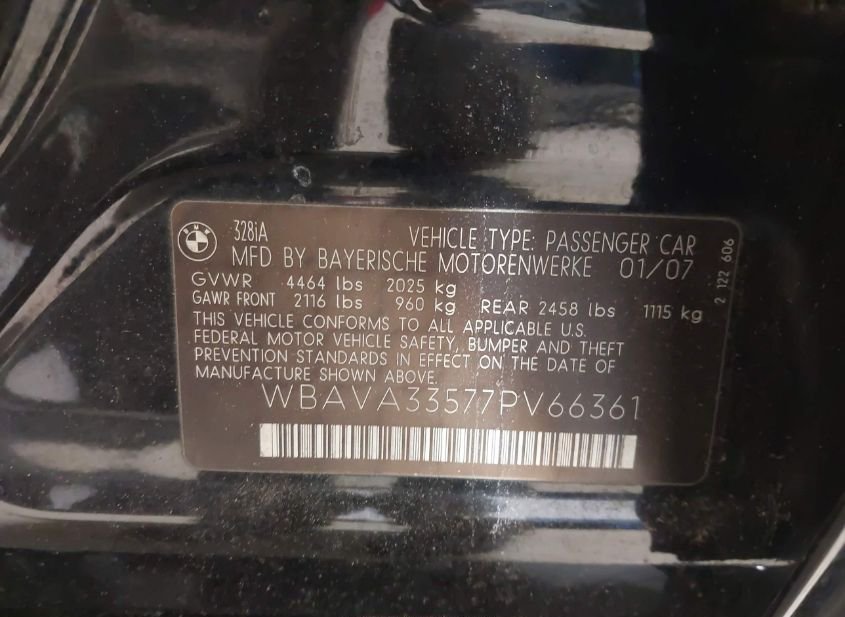 BMW
328iA VEHICLE TYPE: PASSENGER CAR
MFD BY BAYERISCHE MOTORENWERKE 01/07
GVWR 4464 lbs 2025 kg
GAWR FRONT 2116 lbs 960 kg REAR 2458 lbs 1115 kg
THIS VEHICLE CONFORMS TO ALL APPLICABLE U.S.
FEDERAL MOTOR VEHICLE SAFETY, BUMPER AND THEFT
PREVENTION STANDARDS IN EFFECT ON THE DATE OF
MANUFACTURE SHOWN ABOVE.
WBAVA33577PV66361
2 122 606